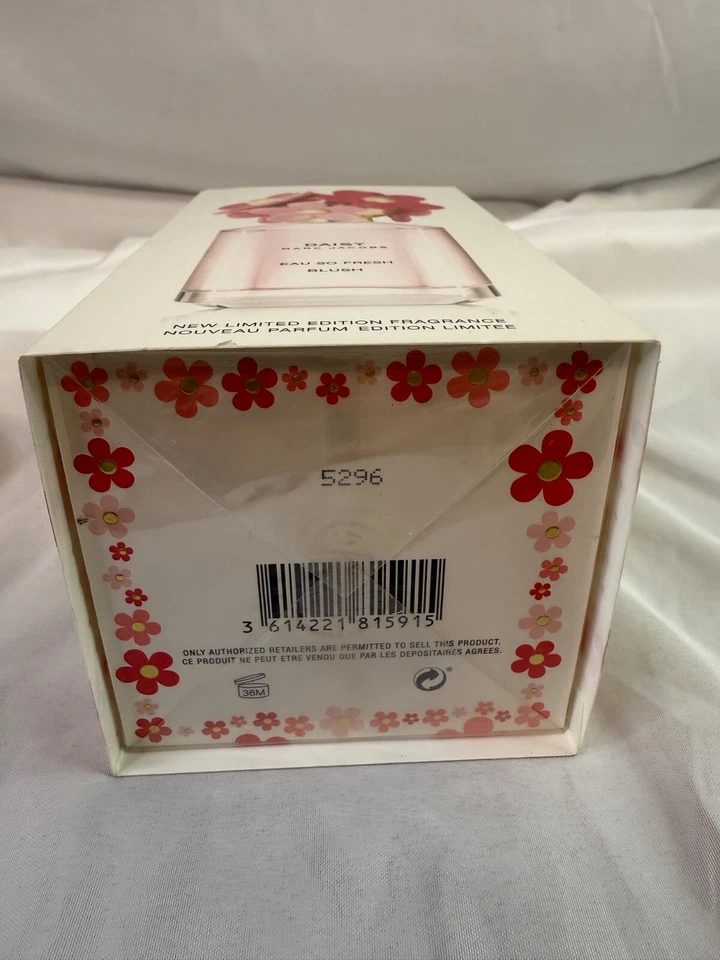 DAISY
MARC JACOBS
EAU SO FRESH
BLUSH
NEW LIMITED EDITION FRAGRANCE
NOUVEAU PARFUM EDITION LIMITEE
5296
3 614221 815915
ONLY AUTHORIZED RETAILERS ARE PERMITTED TO SELL THIS PRODUCT.
CE PRODUIT NE PEUT ETRE VENDU QUE PAR LES DEPOSITAIRES AGREES.
36M